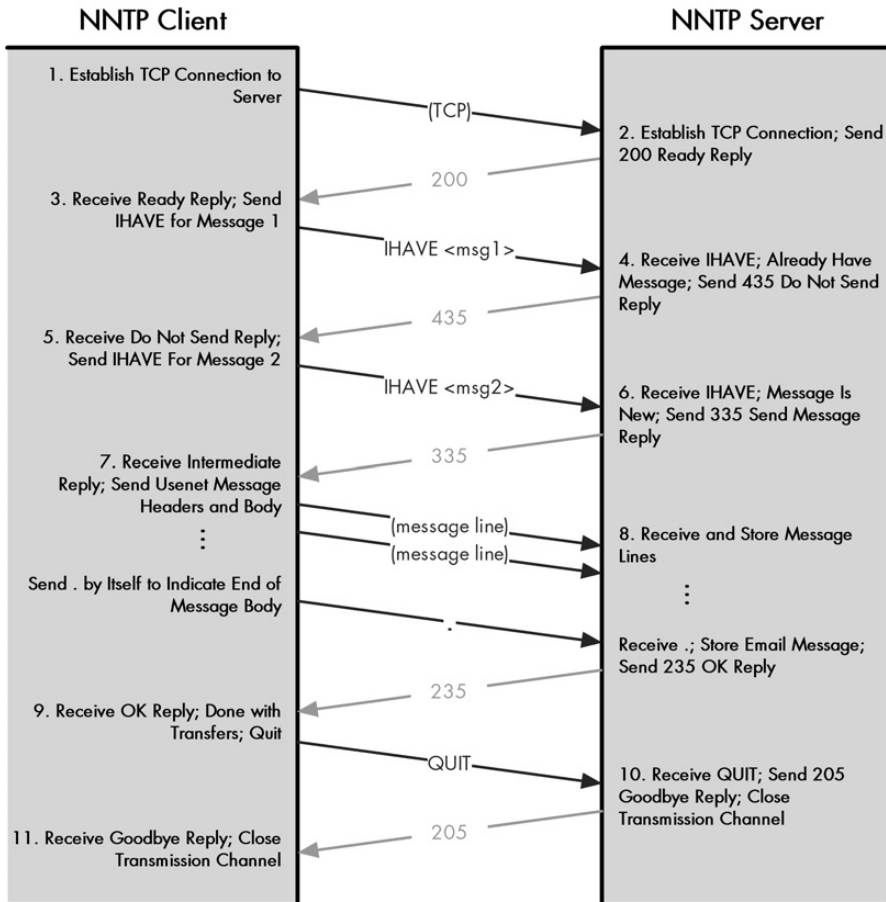 NNTP Client
NNTP Server
1. Establish TCP Connection to
Server
(TCP)
2. Establish TCP Connection; Send
200 Ready Reply
200
3. Receive Ready Reply; Send
IHAVE for Message 1
IHAVE <msg1>
4. Receive IHAVE; Already Have
Message; Send 435 Do Not Send
Reply
435
5. Receive Do Not Send Reply;
Send IHAVE For Message 2
IHAVE <msg2>
6. Receive IHAVE; Message Is
New; Send 335 Send Message
Reply
335
7. Receive Intermediate
Reply; Send Usenet Message
Headers and Body
(message line)
(message line)
8. Receive and Store Message
Lines
⋮
⋮
Send . by Itself to Indicate End of
Message Body
.
Receive .; Store Email Message;
Send 235 OK Reply
235
9. Receive OK Reply; Done with
Transfers; Quit
QUIT
10. Receive QUIT; Send 205
Goodbye Reply; Close
Transmission Channel
205
11. Receive Goodbye Reply; Close
Transmission Channel